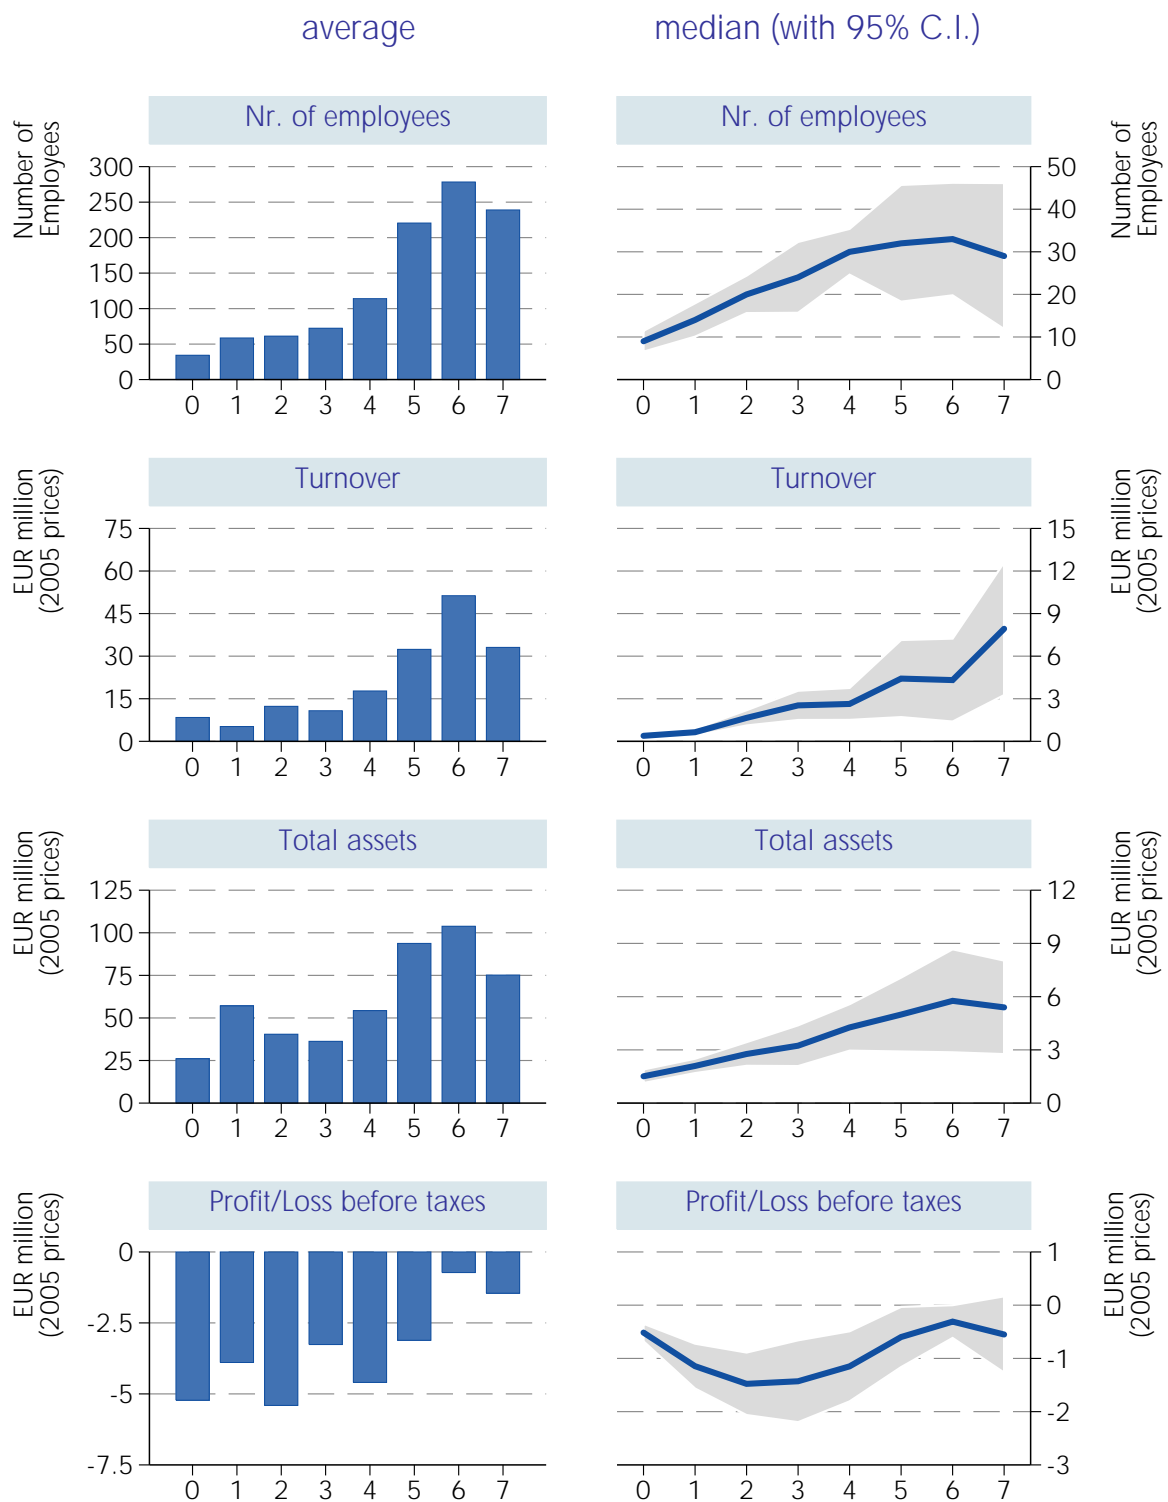 average
median (with 95% C.I.)
Nr. of employees
Nr. of employees
Number of
Employees
300
250
200
150
100
50
0
0 1 2 3 4 5 6 7
50
40
30
20
10
0
0 1 2 3 4 5 6 7
Number of
Employees
Turnover
Turnover
EUR million
(2005 prices)
75
60
45
30
15
0
0 1 2 3 4 5 6 7
15
12
9
6
3
0
0 1 2 3 4 5 6 7
EUR million
(2005 prices)
Total assets
Total assets
EUR million
(2005 prices)
125
100
75
50
25
0
0 1 2 3 4 5 6 7
12
9
6
3
0
0 1 2 3 4 5 6 7
EUR million
(2005 prices)
Profit/Loss before taxes
Profit/Loss before taxes
EUR million
(2005 prices)
0
-2.5
-5
-7.5
0 1 2 3 4 5 6 7
1
0
-1
-2
-3
0 1 2 3 4 5 6 7
EUR million
(2005 prices)